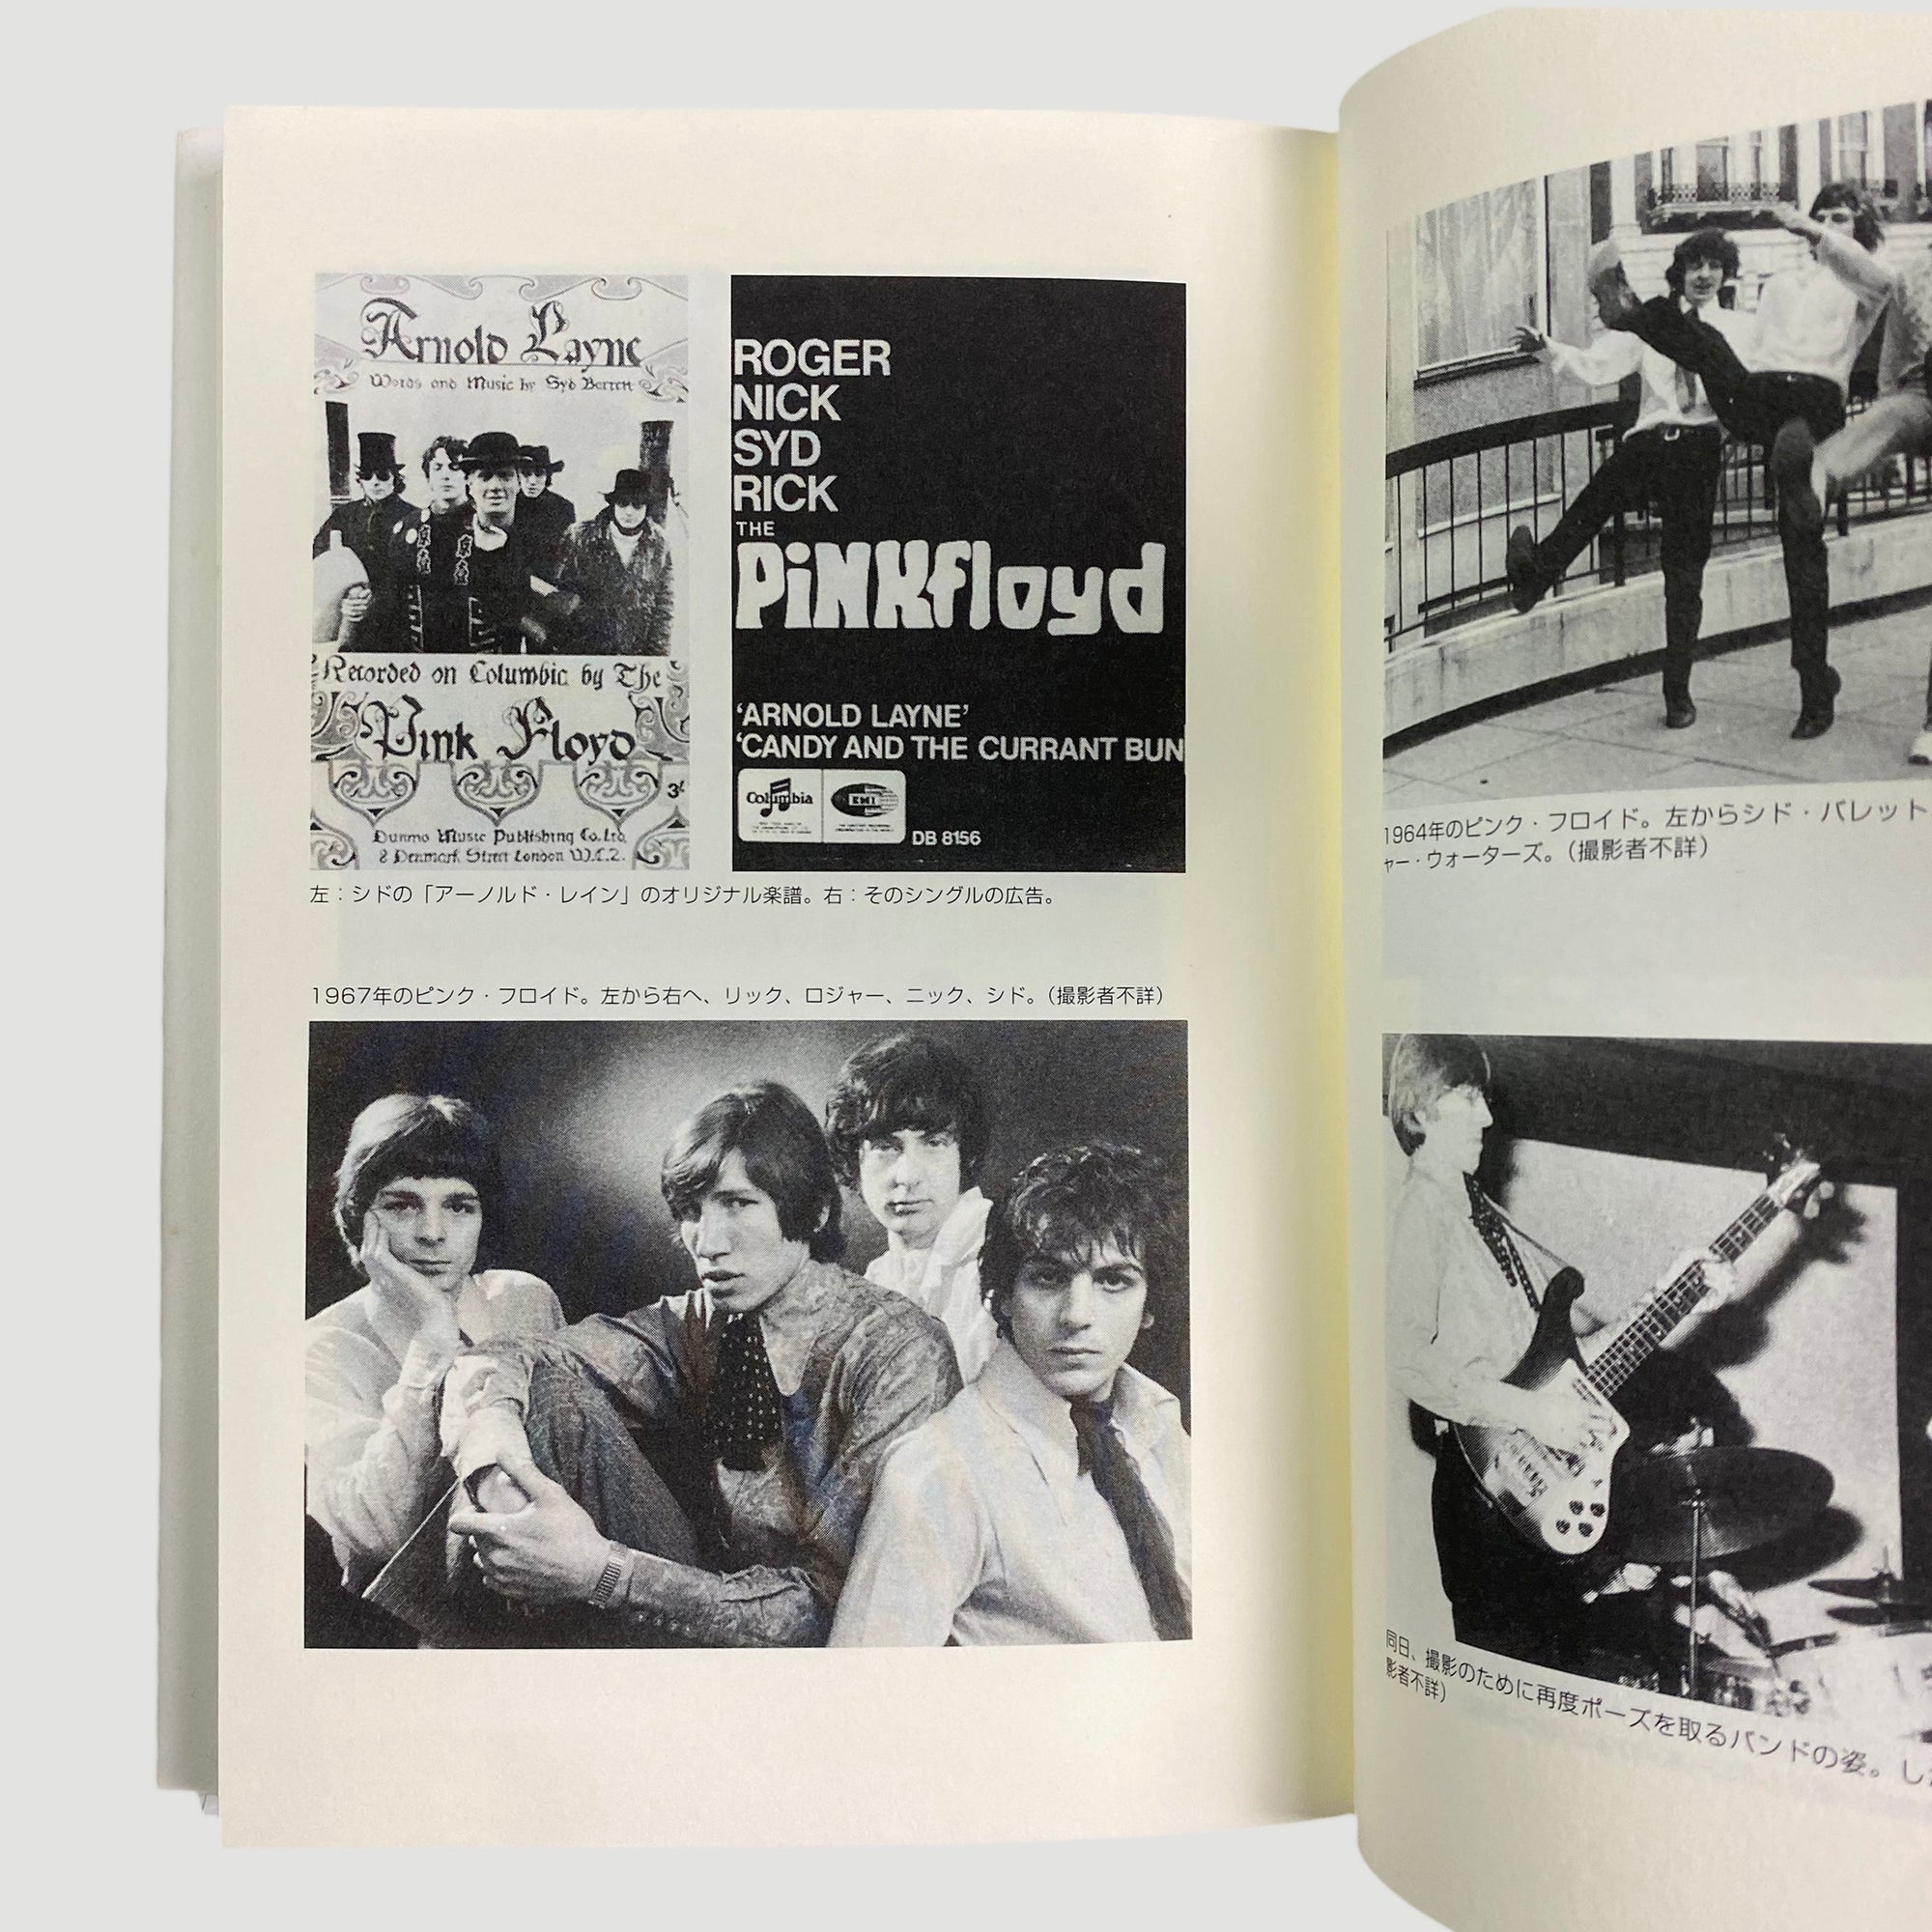 Arnold Layne
Words and Music by Syd Barrett
Recorded on Columbia by The
Pink Floyd
3/
Dunmo Music Publishing Co. Ltd.
8 Denmark Street London W.C.2.
ROGER
NICK
SYD
RICK
THE
PiNKfloyd
‘ARNOLD LAYNE’
‘CANDY AND THE CURRANT BUN
Columbia
EMI
DB 8156
左：シドの「アーノルド・レイン」のオリジナル楽譜。右：そのシングルの広告。
1967年のピンク・フロイド。左から右へ、リック、ロジャー、ニック、シド。（撮影者不詳）
1964年のピンク・フロイド。左からシド・バレット
ャー・ウォーターズ。（撮影者不詳）
同日、撮影のために再度ポーズを取るバンドの姿。し
影者不詳）